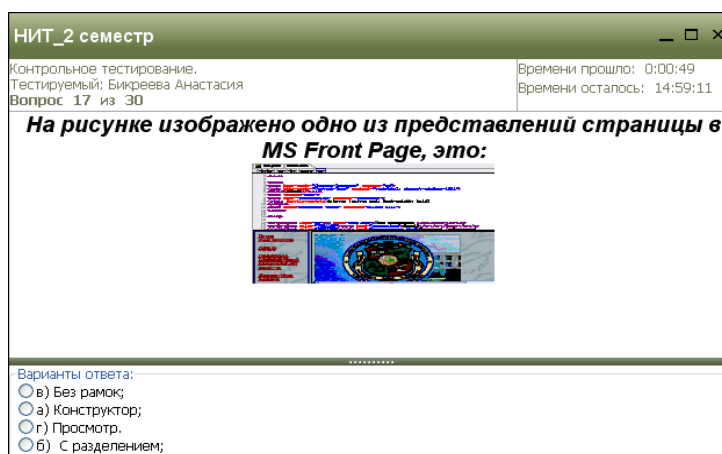 НИТ_2 семестр
Контрольное тестирование.
Тестируемый: Бикреева Анастасия
Вопрос 17 из 30
Времени прошло: 0:00:49
Времени осталось: 14:59:11
На рисунке изображено одно из представлений страницы в
MS Front Page, это:
Варианты ответа:
в) Без рамок;
а) Конструктор;
г) Просмотр.
б) С разделением;